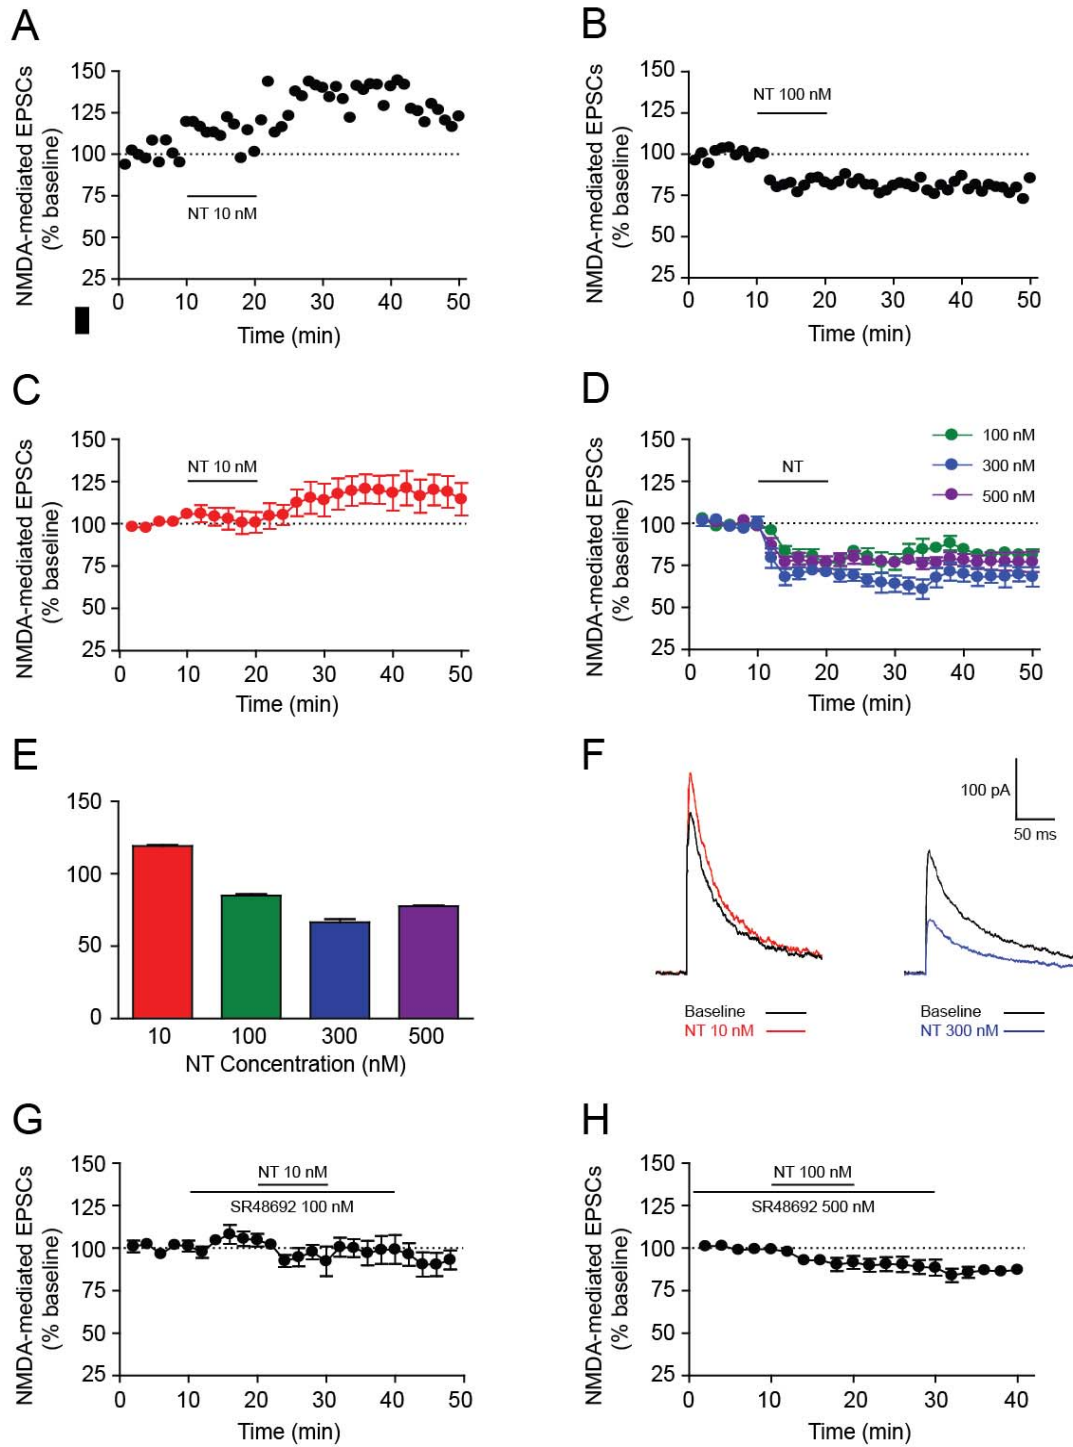 A
NMDA-mediated EPSCs
(% baseline)
150
125
100
75
50
25
NT 10 nM
0 10 20 30 40 50
Time (min)
B
NMDA-mediated EPSCs
(% baseline)
150
125
100
75
50
25
NT 100 nM
0 10 20 30 40 50
Time (min)
C
NMDA-mediated EPSCs
(% baseline)
150
125
100
75
50
25
NT 10 nM
0 10 20 30 40 50
Time (min)
D
NMDA-mediated EPSCs
(% baseline)
150
125
100
75
50
25
NT
100 nM
300 nM
500 nM
0 10 20 30 40 50
Time (min)
E
150
100
50
0
10 100 300 500
NT Concentration (nM)
F
100 pA
50 ms
Baseline
NT 10 nM
Baseline
NT 300 nM
G
NMDA-mediated EPSCs
(% baseline)
150
125
100
75
50
25
NT 10 nM
SR48692 100 nM
0 10 20 30 40 50
Time (min)
H
NMDA-mediated EPSCs
(% baseline)
150
125
100
75
50
25
NT 100 nM
SR48692 500 nM
0 10 20 30 40
Time (min)